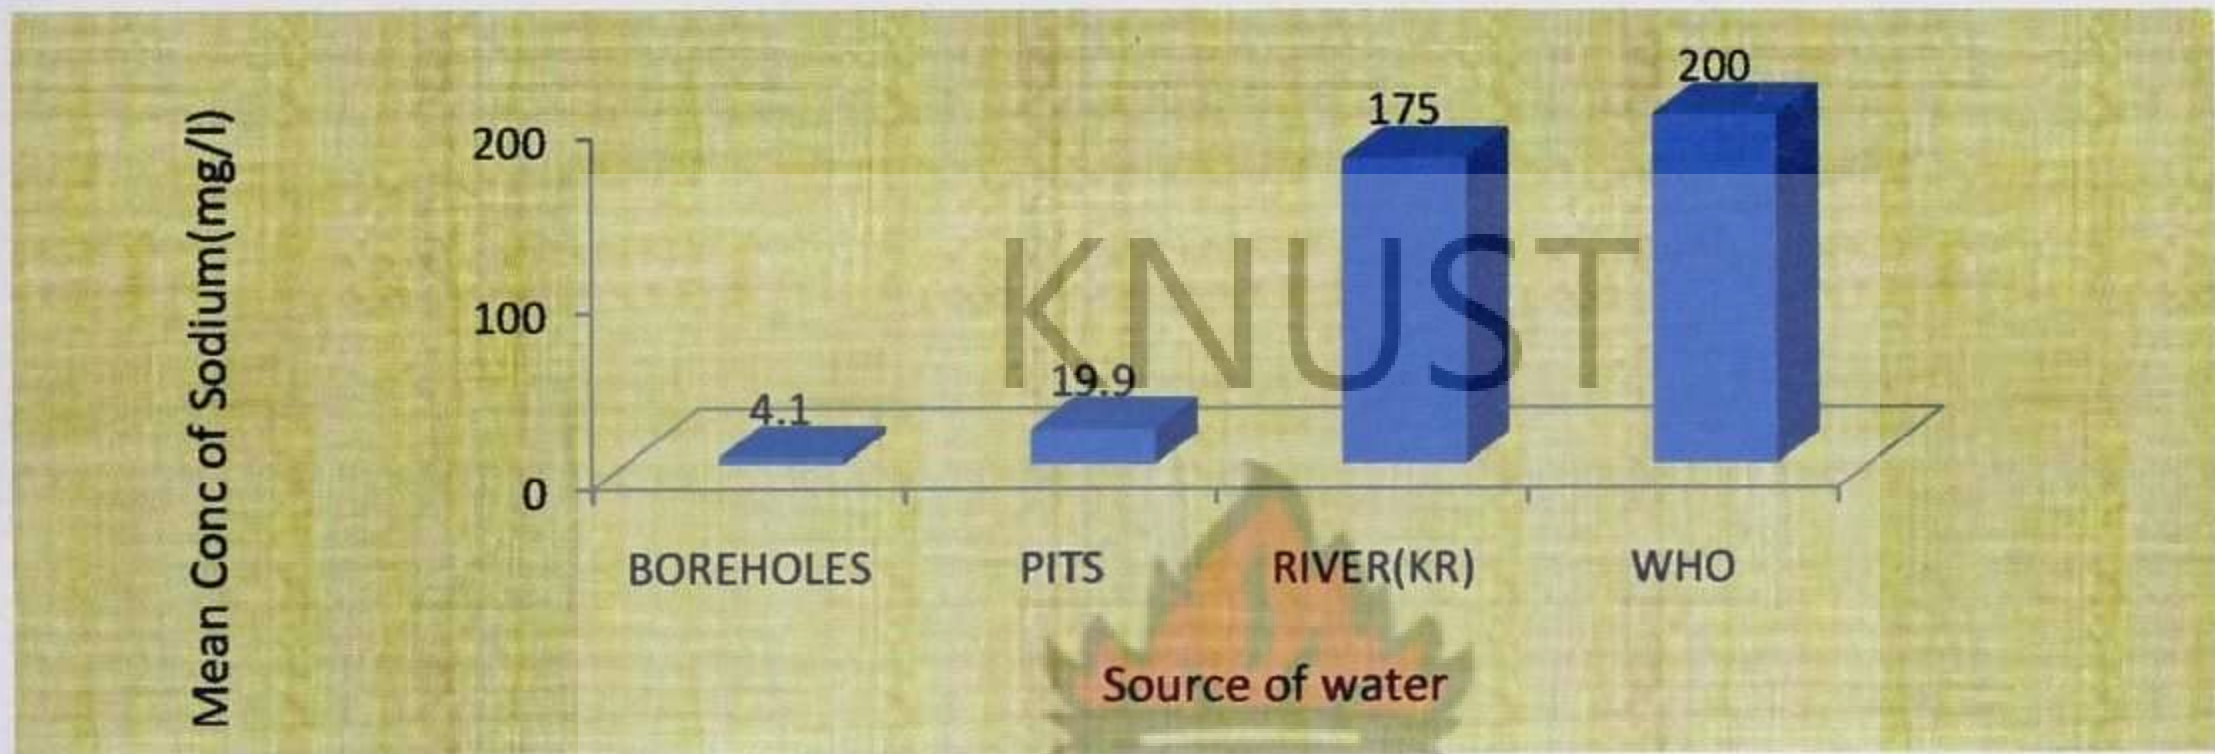 Mean Conc of Sodium(mg/l)
200
100
0
4.1
19.9
175
200
BOREHOLES
PITS
RIVER(KR)
WHO
Source of water
KNUST